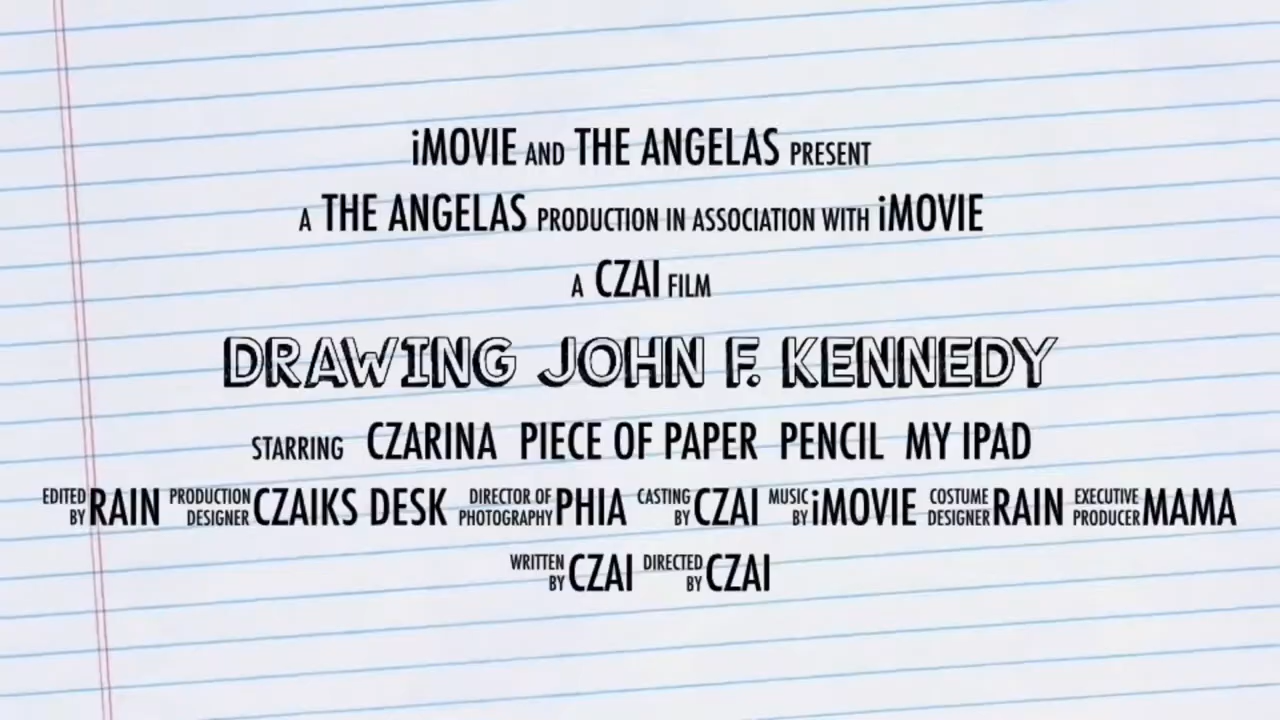 iMOVIE AND THE ANGELAS PRESENT
A THE ANGELAS PRODUCTION IN ASSOCIATION WITH iMOVIE
A CZAI FILM
DRAWING JOHN F. KENNEDY
STARRING CZARINA PIECE OF PAPER PENCIL MY IPAD
EDITED BY RAIN PRODUCTION DESIGNER CZAIKS DESK DIRECTOR OF PHOTOGRAPHY PHIA CASTING BY CZAI MUSIC BY iMOVIE COSTUME DESIGNER RAIN EXECUTIVE PRODUCER MAMA
WRITTEN BY CZAI DIRECTED BY CZAI